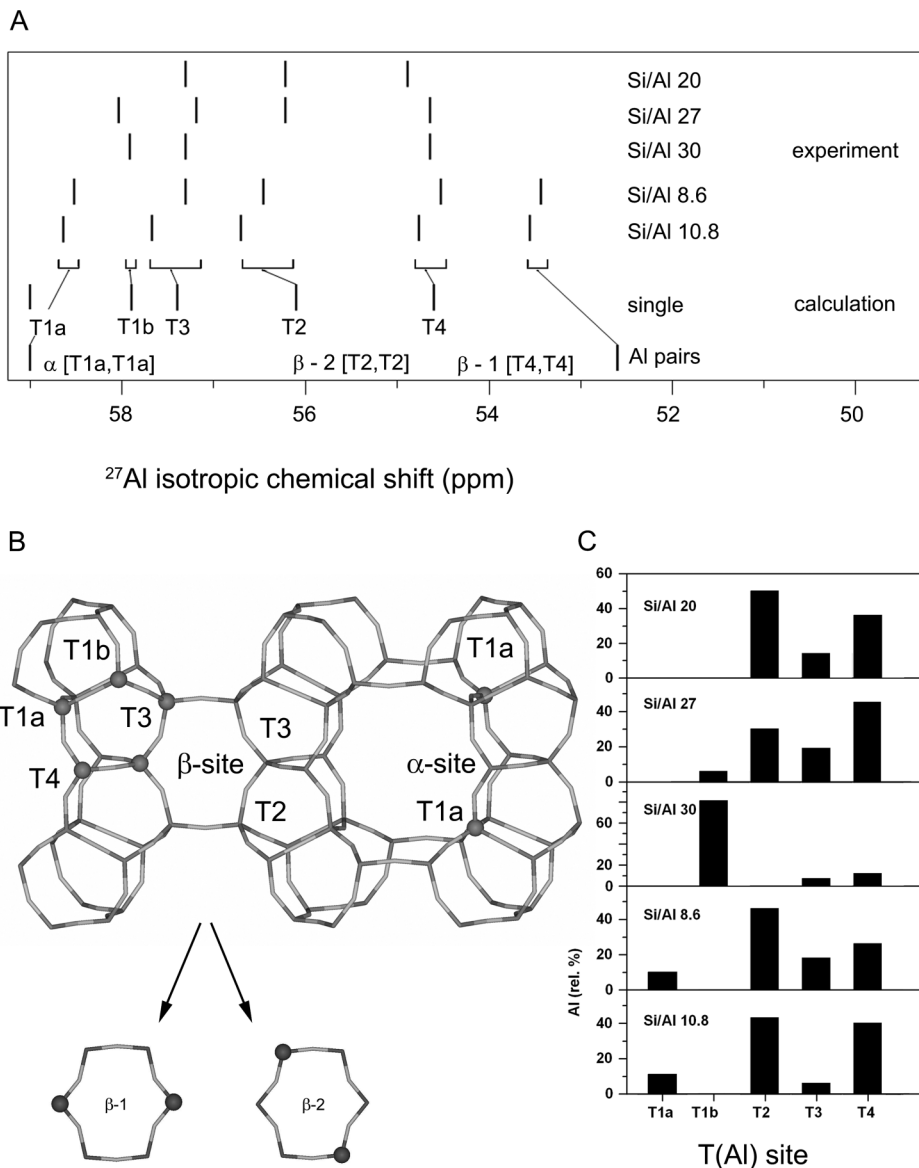 A
Si/Al 20
Si/Al 27
Si/Al 30 experiment
Si/Al 8.6
Si/Al 10.8
single calculation
T1a T1b T3 T2 T4
Al pairs
α [T1a,T1a] β - 2 [T2,T2] β - 1 [T4,T4]
58 56 54 52 50
²⁷Al isotropic chemical shift (ppm)
B
T1b T1a
T1a T3 T3
T4 β-site α-site
T2 T1a
β-1 β-2
C
60
Si/Al 20
40
20
0
Si/Al 27
40
20
0
Si/Al 30
40
20
0
Si/Al 8.6
40
20
0
Si/Al 10.8
40
20
0
Al (rel. %)
T1a T1b T2 T3 T4
T(Al) site